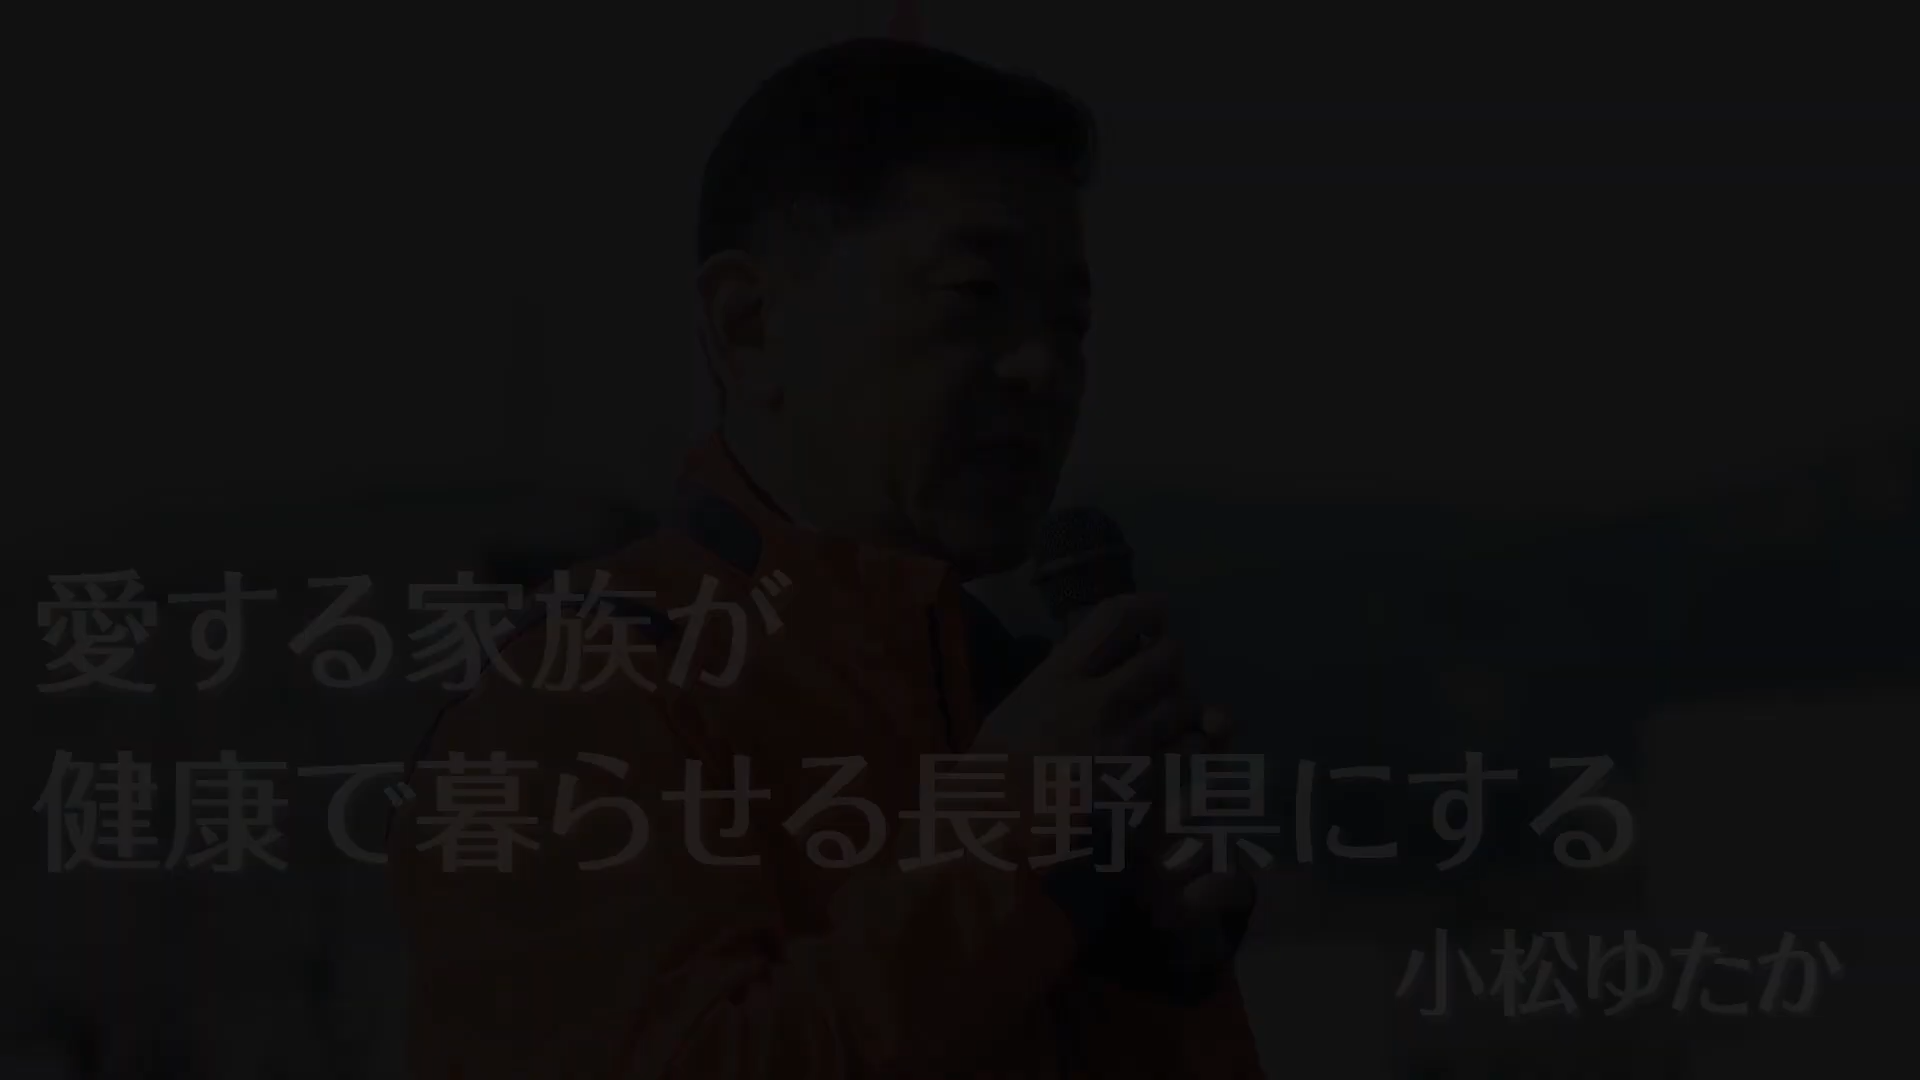 愛する家族が
健康で暮らせる長野県にする
小松ゆたか